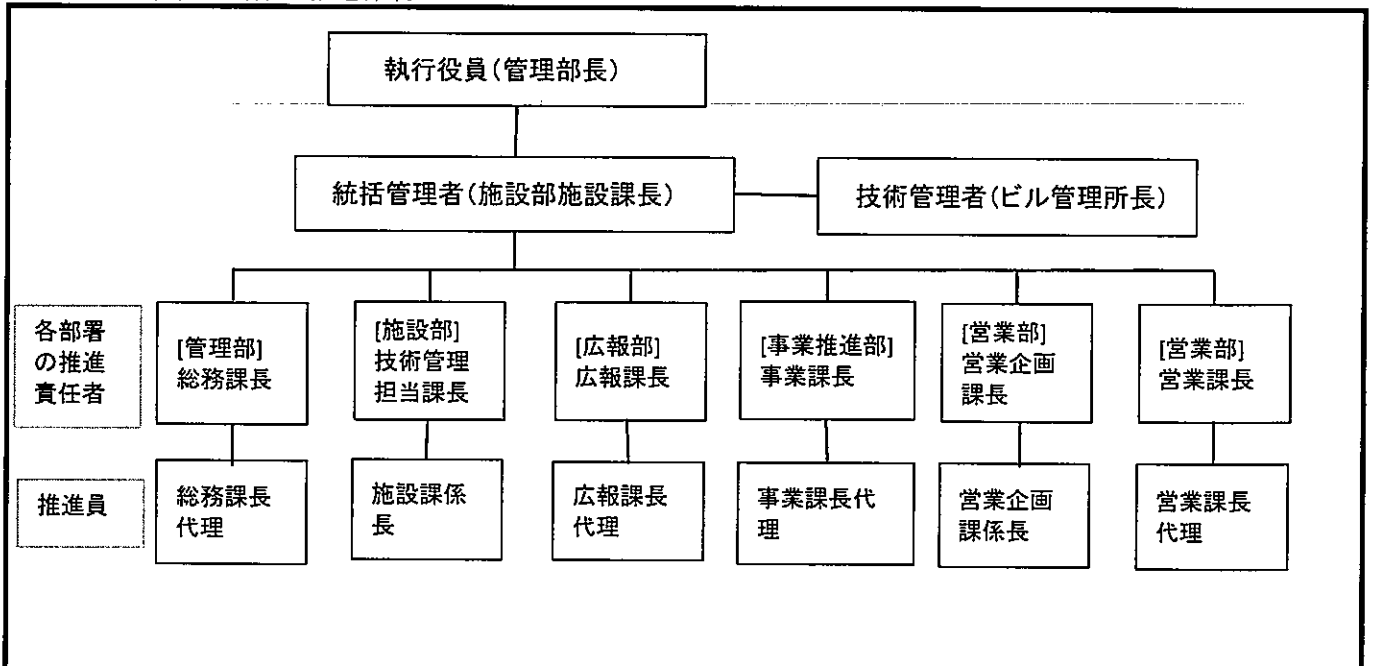 執行役員(管理部長)
統括管理者(施設部施設課長)
技術管理者(ビル管理所長)
各部署
の推進
責任者
[管理部]
総務課長
[施設部]
技術管理
担当課長
[広報部]
広報課長
[事業推進部]
事業課長
[営業部]
営業企画
課長
[営業部]
営業課長
推進員
総務課長
代理
施設課係
長
広報課長
代理
事業課長代
理
営業企画
課係長
営業課長
代理